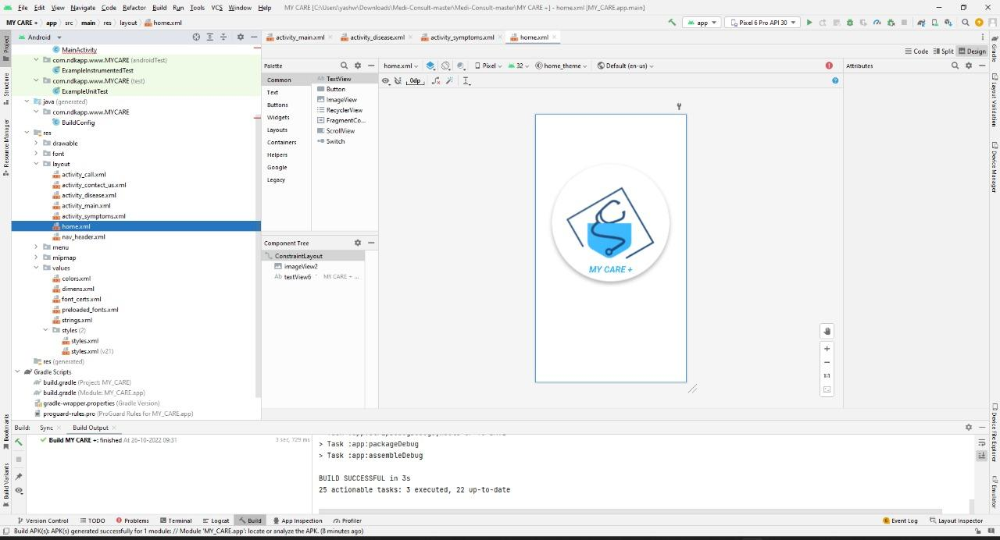 File Edit View Navigate Code Refactor Build Run Tools VCS Window Help MY CARE [C:\Users\yashw\Downloads\Medi-Consult-master\Medi-Consult-master\MY CARE +] - home.xml [MY_CARE.app.main]
MY CARE + app src main res layout home.xml
app Pixel 6 Pro API 30
Android
activity_main.xml activity_disease.xml activity_symptoms.xml home.xml
Code Split Design
Project
Structure
Resource Manager
Bookmarks
Build Variants
MainActivity
com.ndkapp.www.MYCARE (androidTest)
ExampleInstrumentedTest
com.ndkapp.www.MYCARE (test)
ExampleUnitTest
java (generated)
com.ndkapp.www.MYCARE
BuildConfig
res
drawable
font
layout
activity_call.xml
activity_contact_us.xml
activity_disease.xml
activity_main.xml
activity_symptoms.xml
home.xml
nav_header.xml
menu
mipmap
values
colors.xml
dimens.xml
font_certs.xml
preloaded_fonts.xml
strings.xml
styles (2)
styles.xml
styles.xml (v21)
res (generated)
Gradle Scripts
build.gradle (Project: MY_CARE)
build.gradle (Module: MY_CARE.app)
gradle-wrapper.properties (Gradle Version)
proguard-rules.pro (ProGuard Rules for MY_CARE.app)
Palette
Common
Text
Buttons
Widgets
Layouts
Containers
Helpers
Google
Legacy
Ab TextView
Button
ImageView
RecyclerView
FragmentCo...
ScrollView
Switch
Component Tree
ConstraintLayout
imageView2
Ab textView6 MY CARE + ...
home.xml Pixel 32 home_theme Default (en-us)
0dp
MY CARE +
1:1
Attributes
Gradle
Layout Validation
Device Manager
Device File Explorer
Emulator
Build: Sync Build Output
Build MY CARE +: finished At 26-10-2022 09:31 3 sec, 729 ms
> Task :app:packageDebug
> Task :app:assembleDebug
BUILD SUCCESSFUL in 3s
25 actionable tasks: 3 executed, 22 up-to-date
Version Control TODO Problems Terminal Logcat Build App Inspection Profiler Event Log Layout Inspector
Build APK(s): APK(s) generated successfully for 1 module: // Module 'MY_CARE.app': locate or analyze the APK. (8 minutes ago)